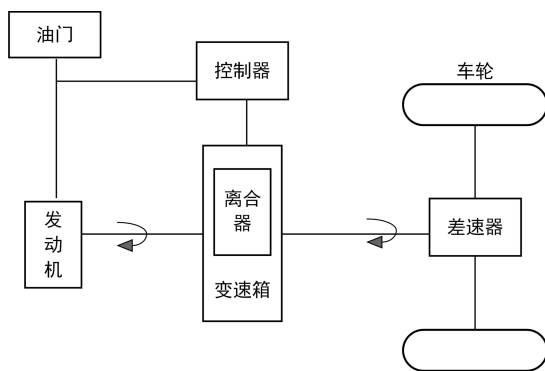 油门
控制器
车轮
离合
器
变速箱
发
动
机
差速器